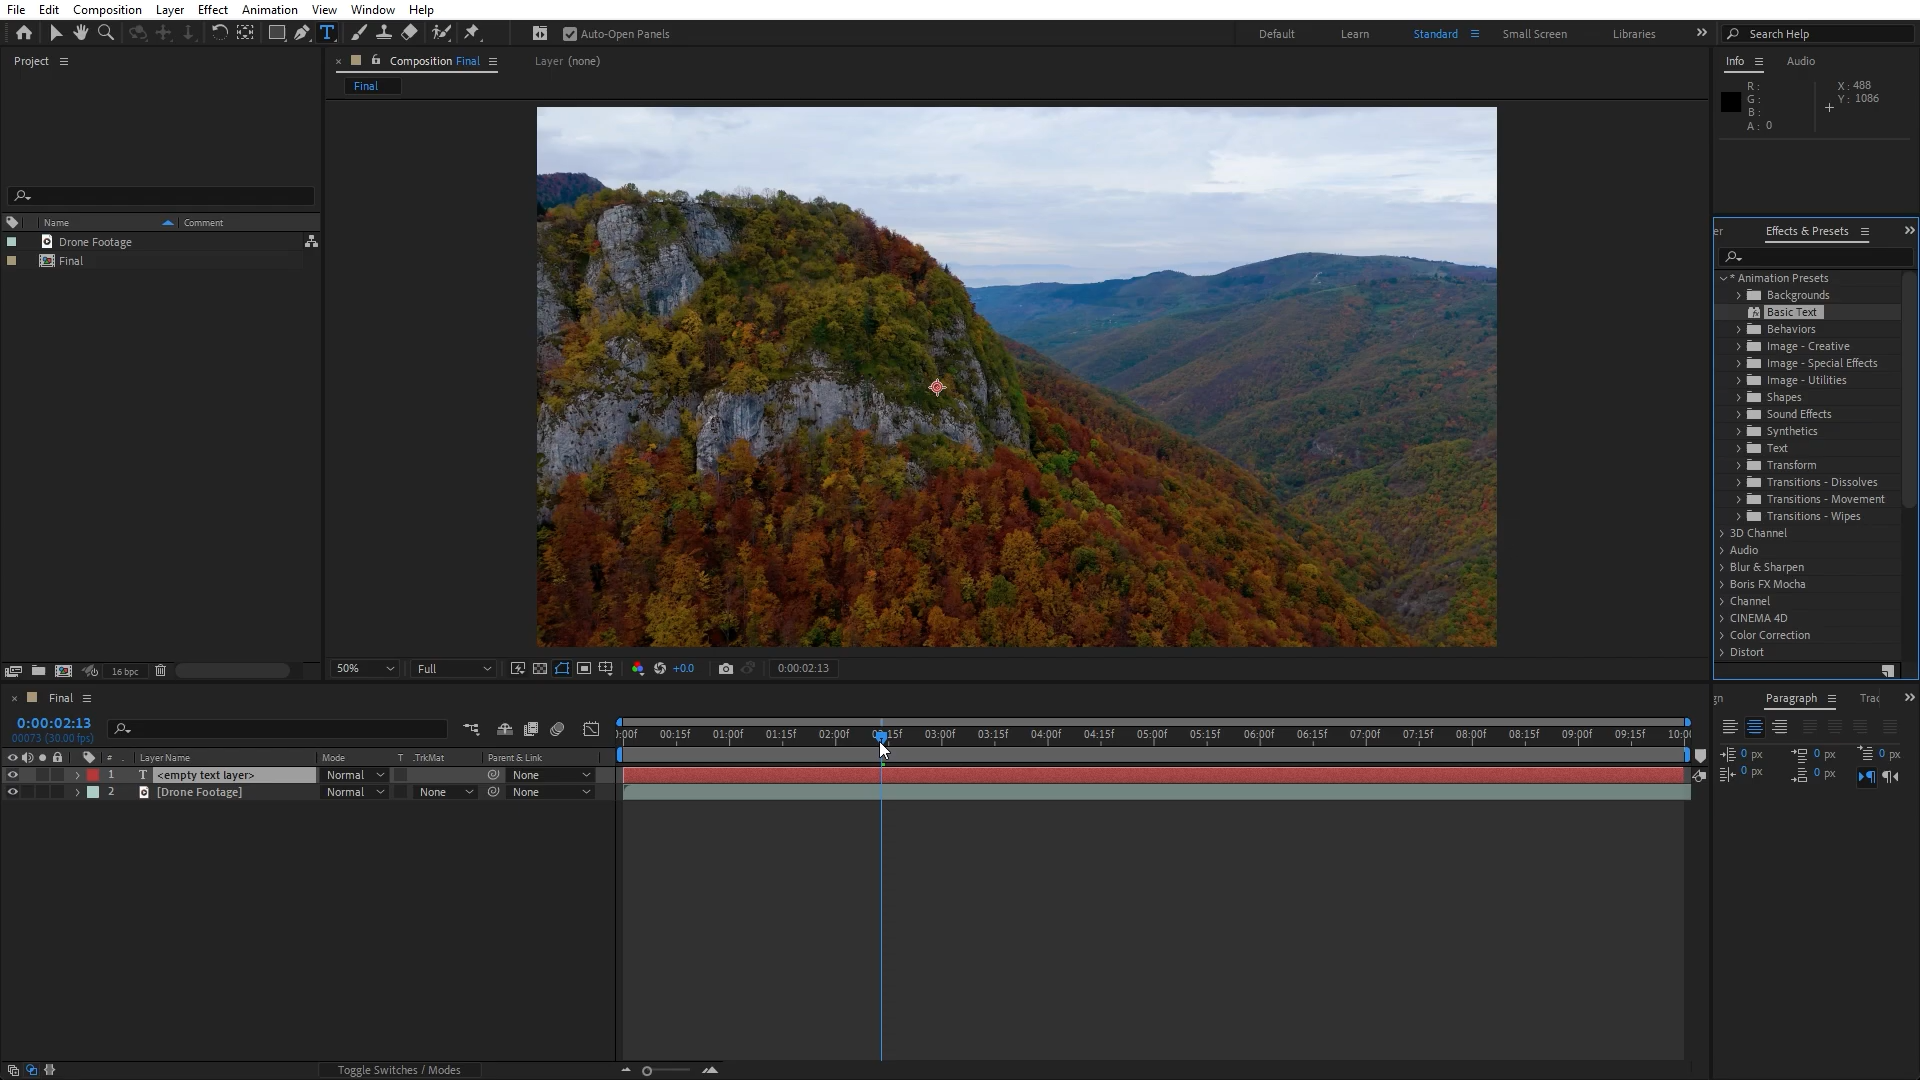 File Edit Composition Layer Effect Animation View Window Help
Auto-Open Panels Default Learn Standard Small Screen Libraries Search Help
Project
Composition Final Layer (none)
Final
Info Audio
R :
G :
B :
A : 0
X : 488
Y : 1086
Name Comment
Drone Footage
Final
Effects & Presets
* Animation Presets
Backgrounds
Basic Text
Behaviors
Image - Creative
Image - Special Effects
Image - Utilities
Shapes
Sound Effects
Synthetics
Text
Transform
Transitions - Dissolves
Transitions - Movement
Transitions - Wipes
3D Channel
Audio
Blur & Sharpen
Boris FX Mocha
Channel
CINEMA 4D
Color Correction
Distort
16 bpc
50% Full +0.0 0:00:02:13
Final
0:00:02:13
00073 (30.00 fps)
:00f 00:15f 01:00f 01:15f 02:00f 03:00f 03:15f 04:00f 04:15f 05:00f 05:15f 06:00f 06:15f 07:00f 07:15f 08:00f 08:15f 09:00f 09:15f 10:00
# Layer Name Mode T .TrkMat Parent & Link
1 T <empty text layer> Normal None
2 [Drone Footage] Normal None None
Toggle Switches / Modes
Paragraph
0 px 0 px 0 px
0 px 0 px